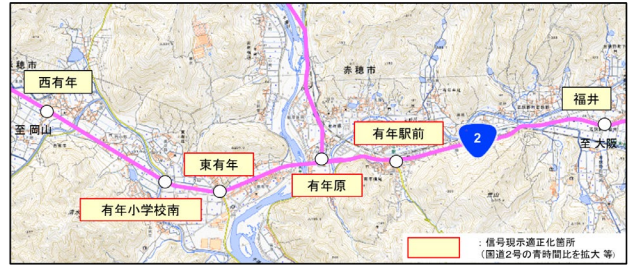 赤穂市
西有年
至 岡山
有年小学校南
東有年
有年原
赤穂市
有年駅前
2
福井
至 大阪
：信号現示適正化箇所
（国道2号の青時間比を拡大 等）